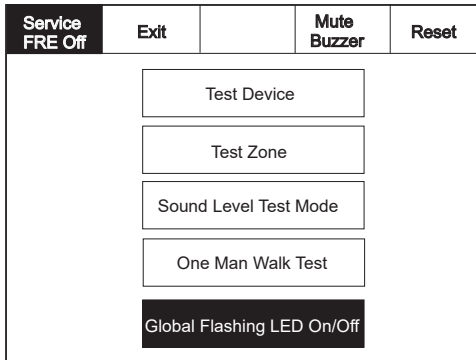 Service
FRE Off
Exit
Mute
Buzzer
Reset
Test Device
Test Zone
Sound Level Test Mode
One Man Walk Test
Global Flashing LED On/Off